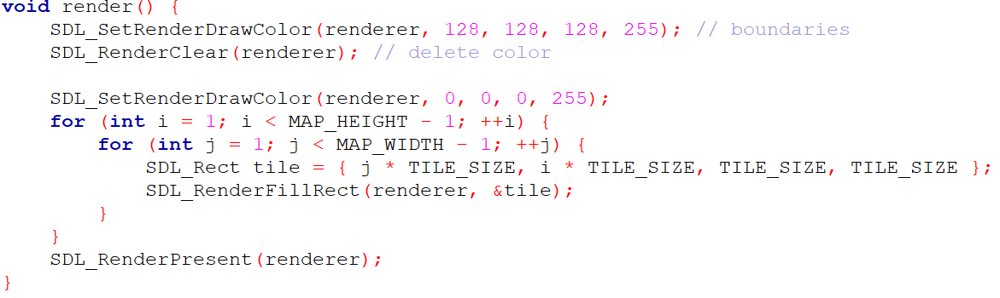 void render() {
    SDL_SetRenderDrawColor(renderer, 128, 128, 128, 255); // boundaries
    SDL_RenderClear(renderer); // delete color

    SDL_SetRenderDrawColor(renderer, 0, 0, 0, 255);
    for (int i = 1; i < MAP_HEIGHT - 1; ++i) {
        for (int j = 1; j < MAP_WIDTH - 1; ++j) {
            SDL_Rect tile = { j * TILE_SIZE, i * TILE_SIZE, TILE_SIZE, TILE_SIZE };
            SDL_RenderFillRect(renderer, &tile);
        }
    }
    SDL_RenderPresent(renderer);
}